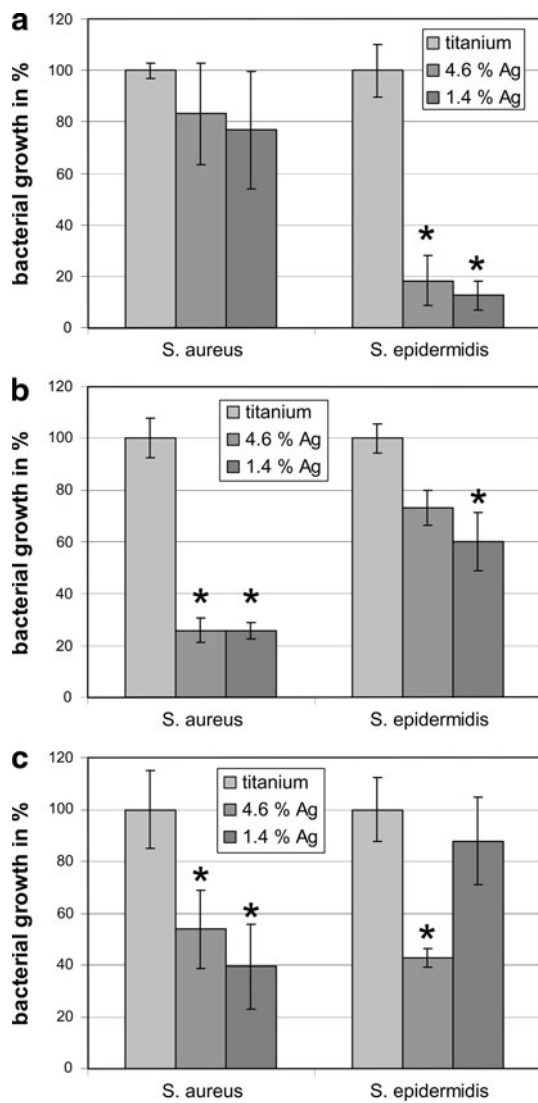 a
bacterial growth in %
120
100
80
60
40
20
0
titanium
4.6 % Ag
1.4 % Ag
*
*
S. aureus
S. epidermidis
b
bacterial growth in %
120
100
80
60
40
20
0
titanium
4.6 % Ag
1.4 % Ag
*
*
*
S. aureus
S. epidermidis
c
bacterial growth in %
120
100
80
60
40
20
0
titanium
4.6 % Ag
1.4 % Ag
*
*
*
S. aureus
S. epidermidis